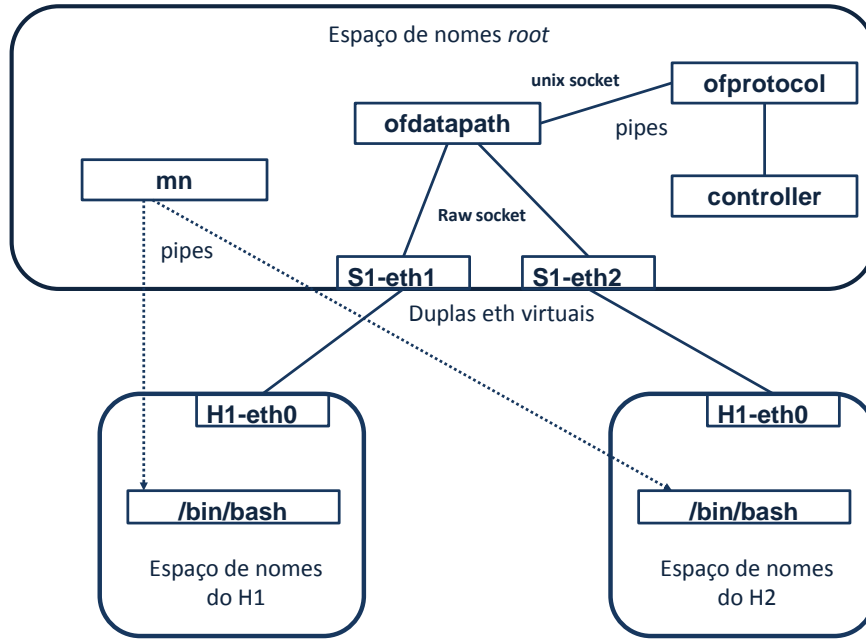 Espaço de nomes root
unix socket
ofprotocol
ofdatapath
pipes
mn
controller
Raw socket
pipes
S1-eth1
S1-eth2
Duplas eth virtuais
H1-eth0
H1-eth0
/bin/bash
/bin/bash
Espaço de nomes
do H1
Espaço de nomes
do H2